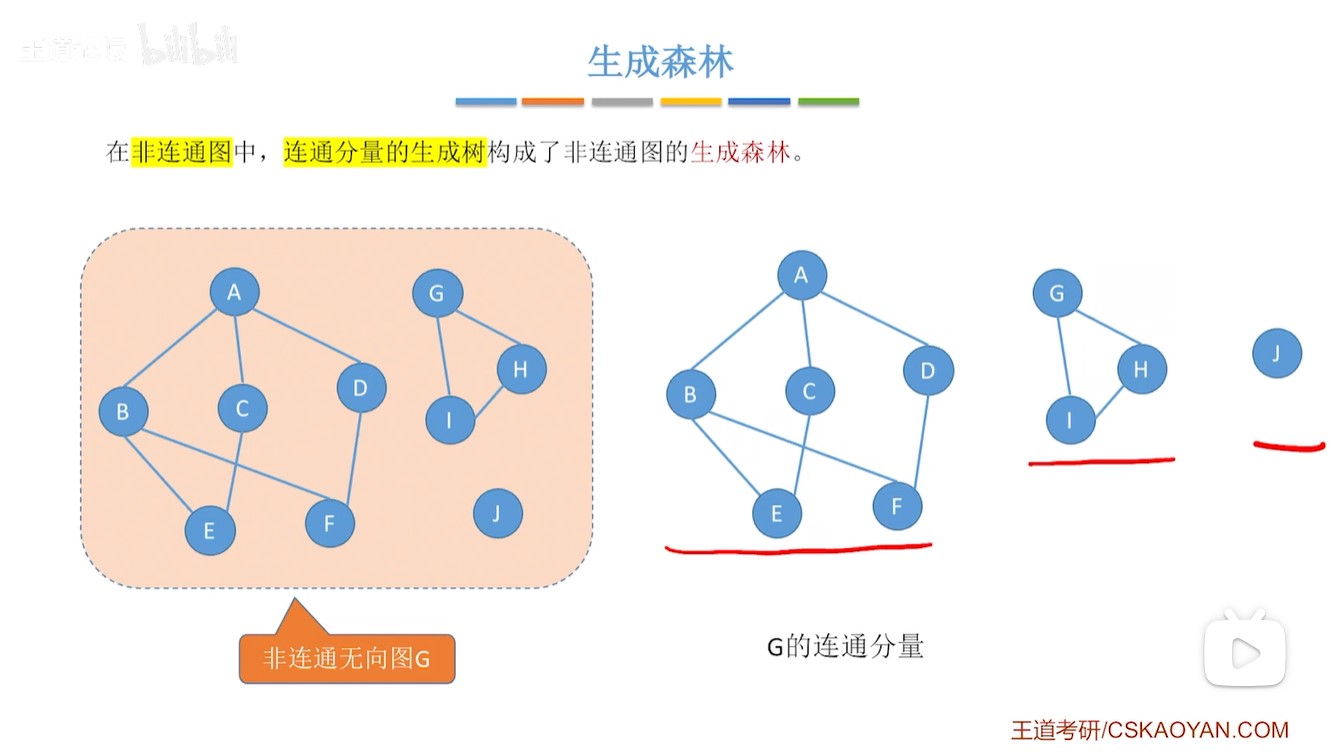 王道论坛 bilibili
生成森林
在非连通图中，连通分量的生成树构成了非连通图的生成森林。
A
G
A
G
H
D
J
B
C
D
H
B
C
I
I
E
F
J
E
F
G的连通分量
非连通无向图G
王道考研/CSKAOYAN.COM